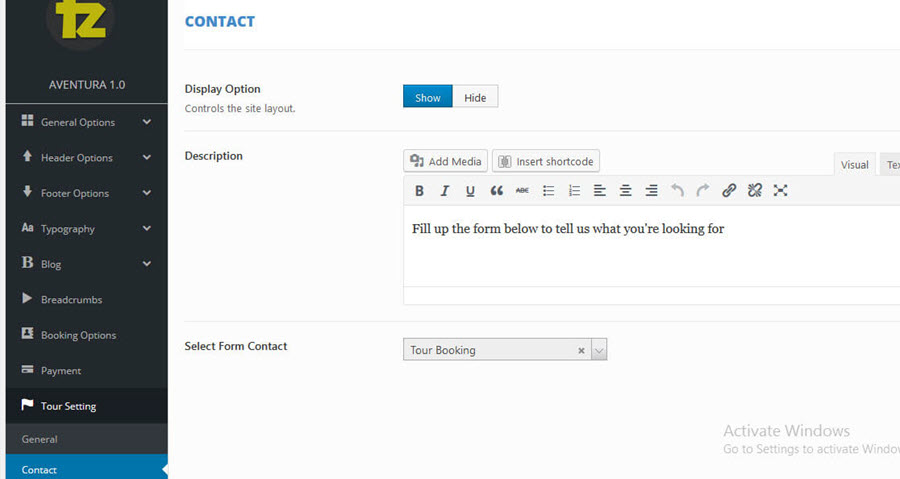 tz
CONTACT
AVENTURA 1.0
General Options
Header Options
Footer Options
Aa Typography
B Blog
Breadcrumbs
Booking Options
Payment
Tour Setting
General
Contact
Display Option
Controls the site layout.
Show Hide
Description
Add Media Insert shortcode
Visual Tex
B I U ABC
Fill up the form below to tell us what you're looking for
Select Form Contact
Tour Booking
Activate Windows
Go to Settings to activate Window